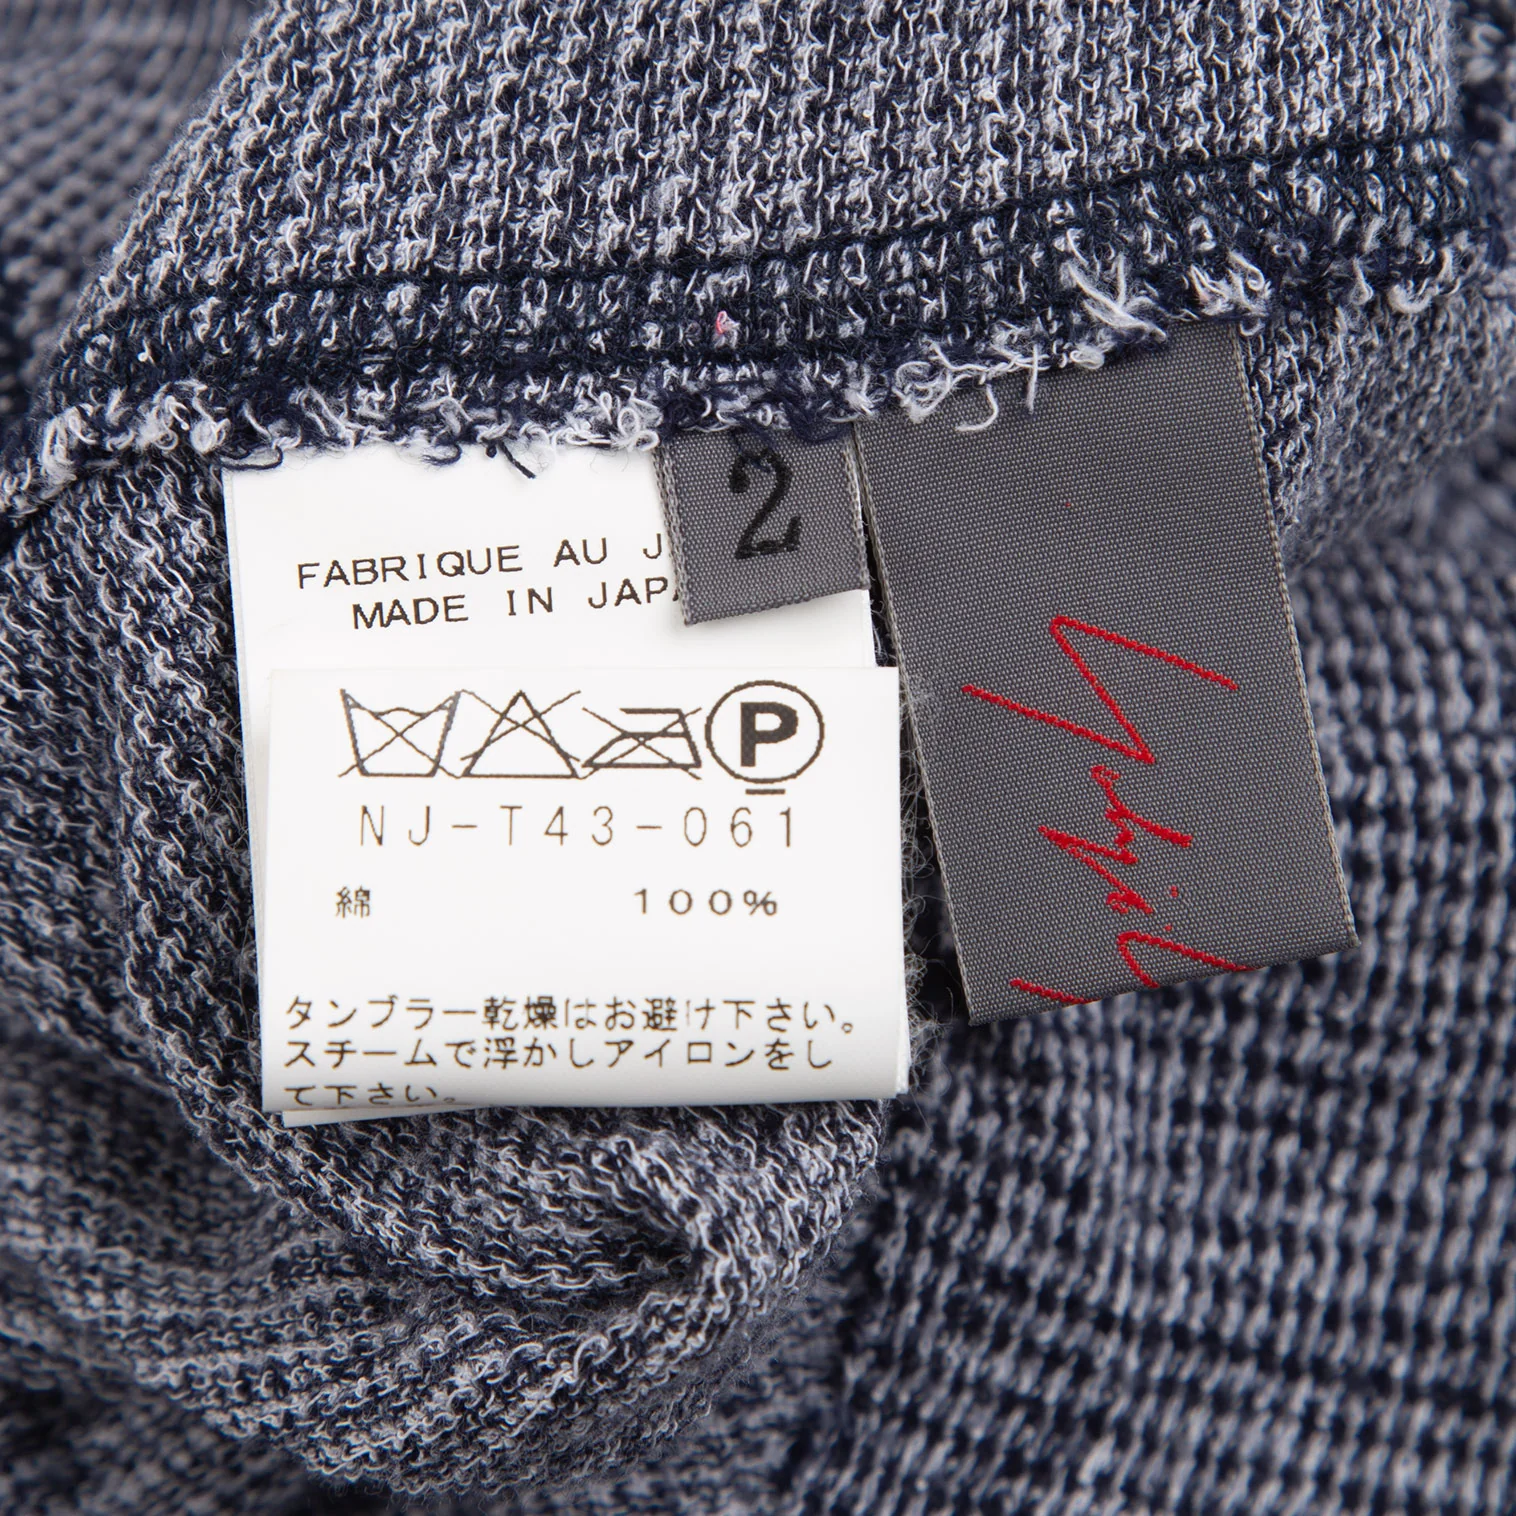 FABRIQUE AU J
MADE IN JAPA
2
P
NJ-T43-061
綿 100%
タンブラー乾燥はお避け下さい。
スチームで浮かしアイロンをし
て下さい。
Yohji Y